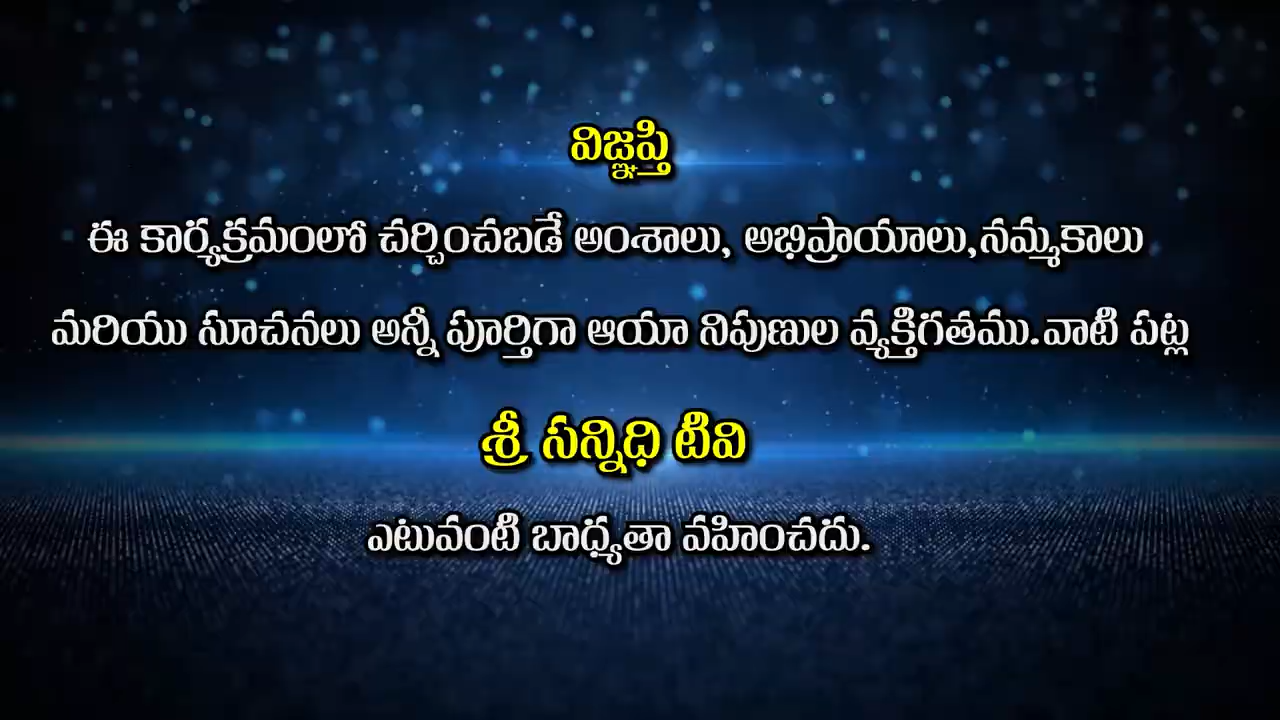 విజ్ఞప్తి
ఈ కార్యక్రమంలో చర్చించబడే అంశాలు, అభిప్రాయాలు,నమ్మకాలు
మరియు సూచనలు అన్నీ పూర్తిగా ఆయా నిపుణుల వ్యక్తిగతము.వాటి పట్ల
శ్రీ సన్నిధి టివి
ఎటువంటి బాధ్యతా వహించదు.